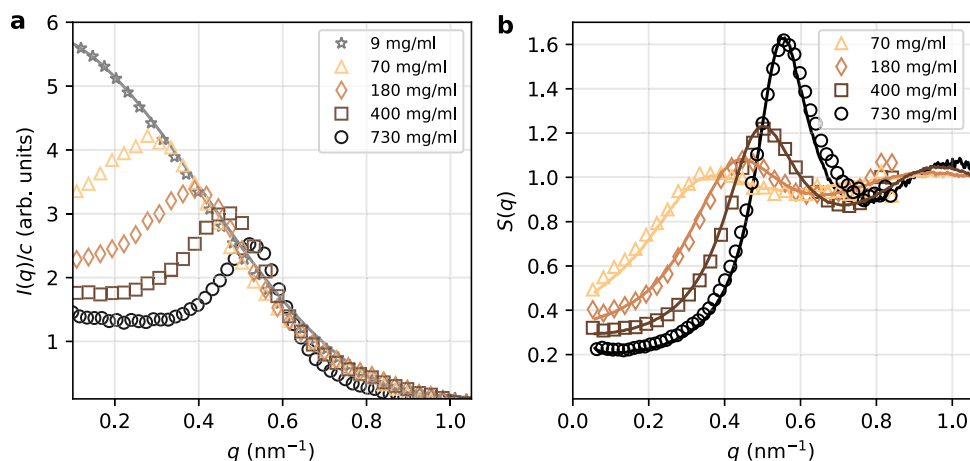 a
6
5
4
3
2
1
I(q)/c (arb. units)
9 mg/ml
70 mg/ml
180 mg/ml
400 mg/ml
730 mg/ml
0.2 0.4 0.6 0.8 1.0
q (nm⁻¹)
b
1.6
1.4
1.2
1.0
0.8
0.6
0.4
0.2
S(q)
70 mg/ml
180 mg/ml
400 mg/ml
730 mg/ml
0.0 0.2 0.4 0.6 0.8 1.0
q (nm⁻¹)